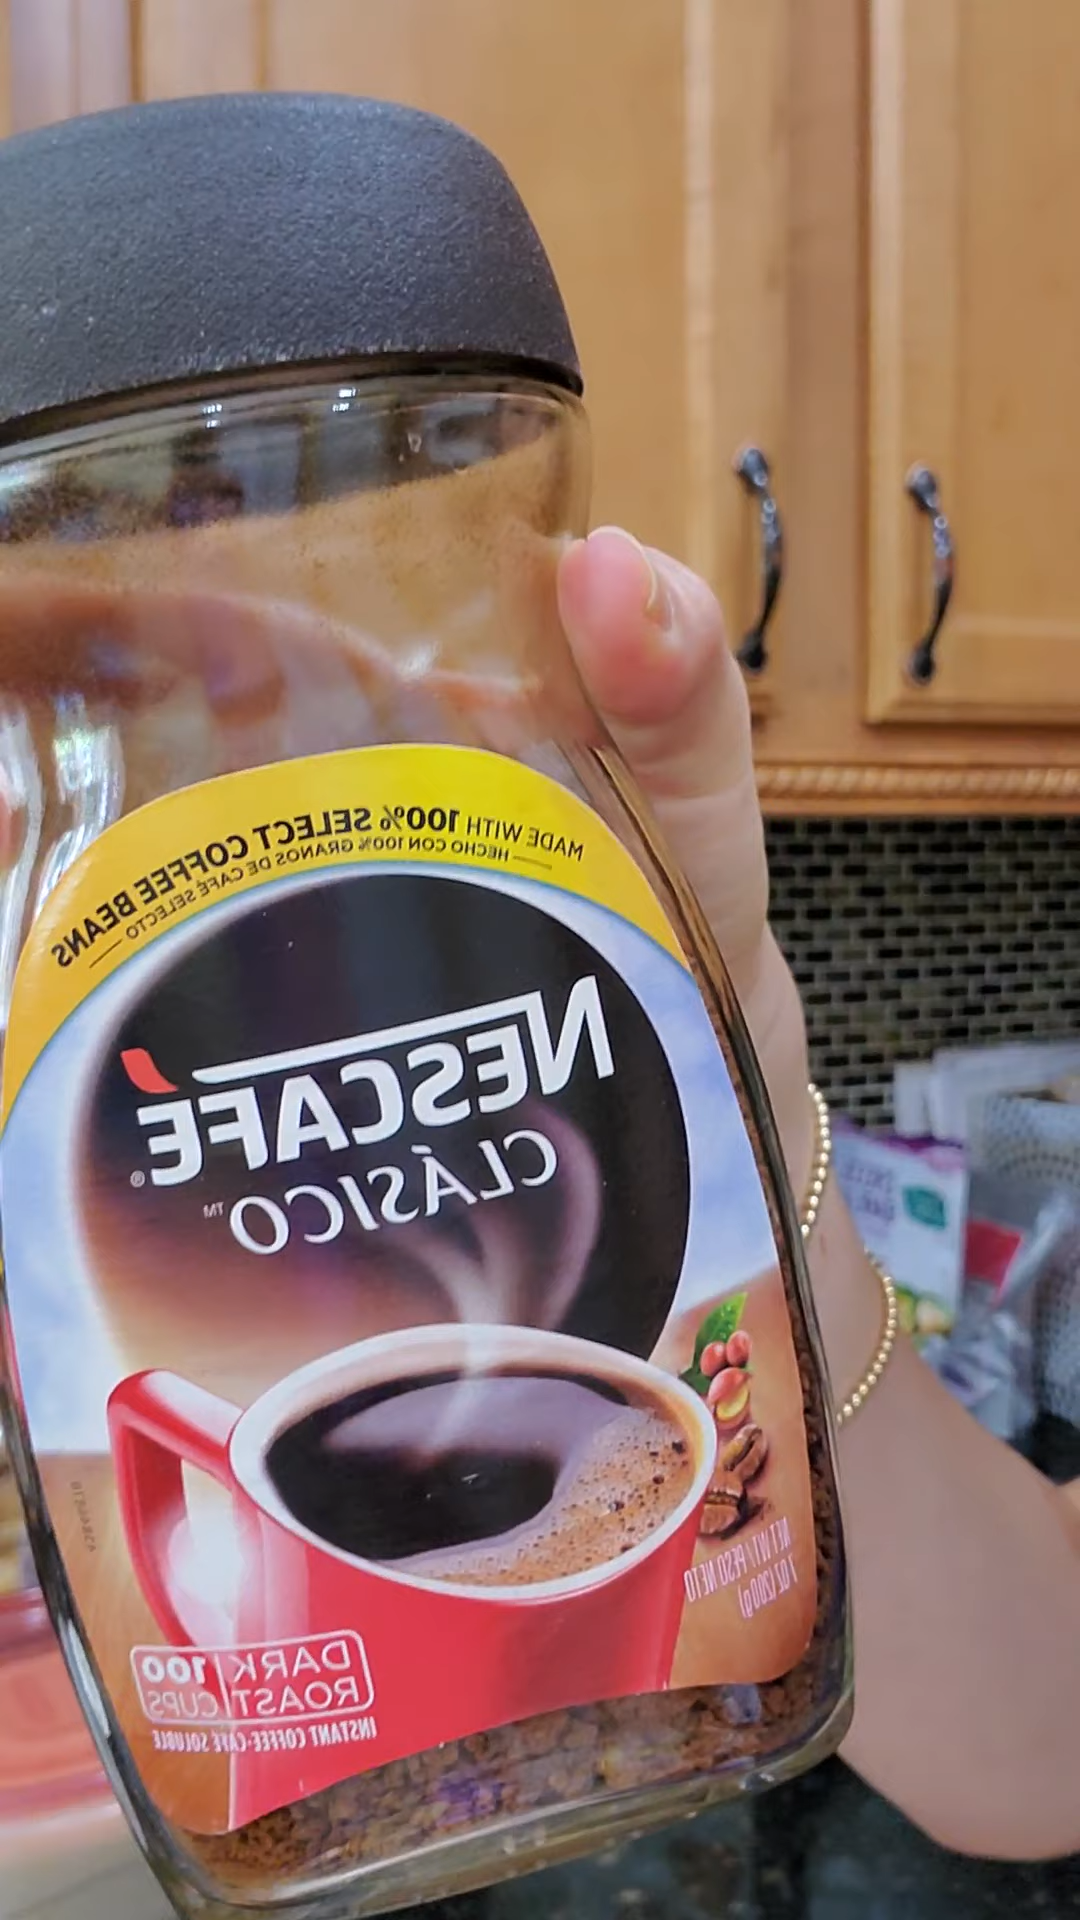 MADE WITH 100% SELECT COFFEE BEANS
HECHO CON 100% GRANOS DE CAFÉ SELECTO
NESCAFÉ®
CLÁSICO™
NET WT / PESO NETO
7 OZ (200g)
DARK ROAST
100 CUPS
INSTANT COFFEE·CAFÉ SOLUBLE